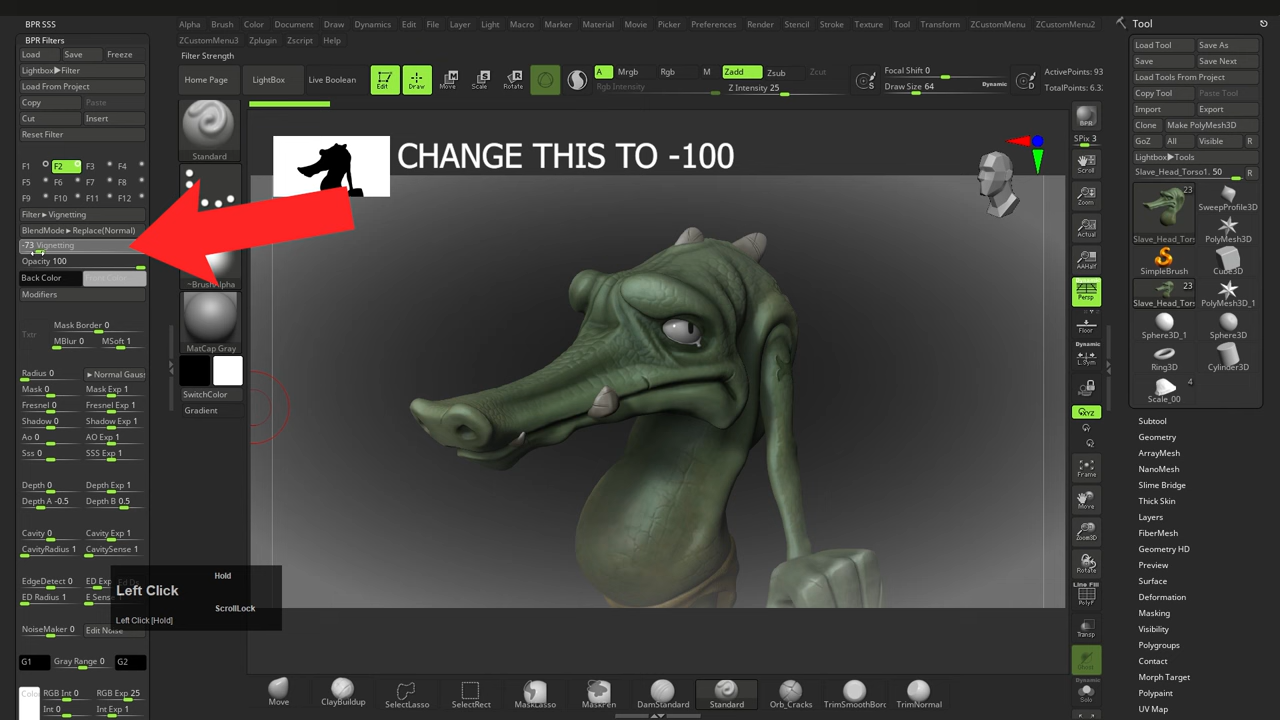 BPR SSS
BPR Filters
Load Save Freeze
Lightbox▶Filter
Load From Project
Copy Paste
Cut Insert
Reset Filter
F1 F2 F3 F4
F5 F6 F7 F8
F9 F10 F11 F12
Filter ▸ Vignetting
BlendMode ▸ Replace(Normal)
-73 Vignetting
Opacity 100
Back Color
Modifiers
Txtr
Mask Border 0
MBlur 0 MSoft 1
Radius 0 ▸ Normal Gaus
Mask 0 Mask Exp 1
Fresnel 0 Fresnel Exp 1
Shadow 0 Shadow Exp 1
Ao 0 AO Exp 1
Sss 0 SSS Exp 1
Depth 0 Depth Exp 1
Depth A -0.5 Depth B 0.5
Cavity 0 Cavity Exp 1
CavityRadius 1 CavitySense 1
EdgeDetect 0 ED Exp
ED Radius 1 E Sense
NoiseMaker 0 Edit Noise
G1 Gray Range 0 G2
Colo RGB Int 0 RGB Exp 25
Int 0 Int Exp 1
Hold
Left Click
ScrollLock
Left Click [Hold]
Alpha Brush Color Document Draw Dynamics Edit File Layer Light Macro Marker Material Movie Picker Preferences Render Stencil Stroke Texture Tool Transform ZCustomMenu ZCustomMenu2
ZCustomMenu3 Zplugin Zscript Help
Filter Strength
Home Page LightBox Live Boolean
Edit Draw Move Scale Rotate
A Mrgb Rgb M
Rgb Intensity
Zadd Zsub Zcut
Z Intensity 25
S
Focal Shift 0
Draw Size 64 Dynamic
D
ActivePoints: 93
TotalPoints: 6.3
Standard
~BrushAlpha
MatCap Gray
SwitchColor
Gradient
CHANGE THIS TO -100
BPR
SPix 3
Scroll
Zoom
Actual
AAHalf
Persp
Floor
Dynamic
L.Sym
XYZ
Frame
Move
Zoom3D
Rotate
Line Fill
PolyF
Transp
Ghost
Dynamic
Solo
Move ClayBuildup SelectLasso SelectRect MaskLasso MaskPen DamStandard Standard Orb_Cracks TrimSmoothBorc TrimNormal
Tool
Load Tool Save As
Save Save Next
Load Tools From Project
Copy Tool Paste Tool
Import Export
Clone Make PolyMesh3D
GoZ All Visible R
Lightbox▶Tools
Slave_Head_Torso1. 50 R
23
Slave_Head_Tors SweepProfile3D
PolyMesh3D
SimpleBrush Cube3D
23
Slave_Head_Tors PolyMesh3D_1
Sphere3D_1 Sphere3D
Ring3D Cylinder3D
4
Scale_00
Subtool
Geometry
ArrayMesh
NanoMesh
Slime Bridge
Thick Skin
Layers
FiberMesh
Geometry HD
Preview
Surface
Deformation
Masking
Visibility
Polygroups
Contact
Morph Target
Polypaint
UV Map